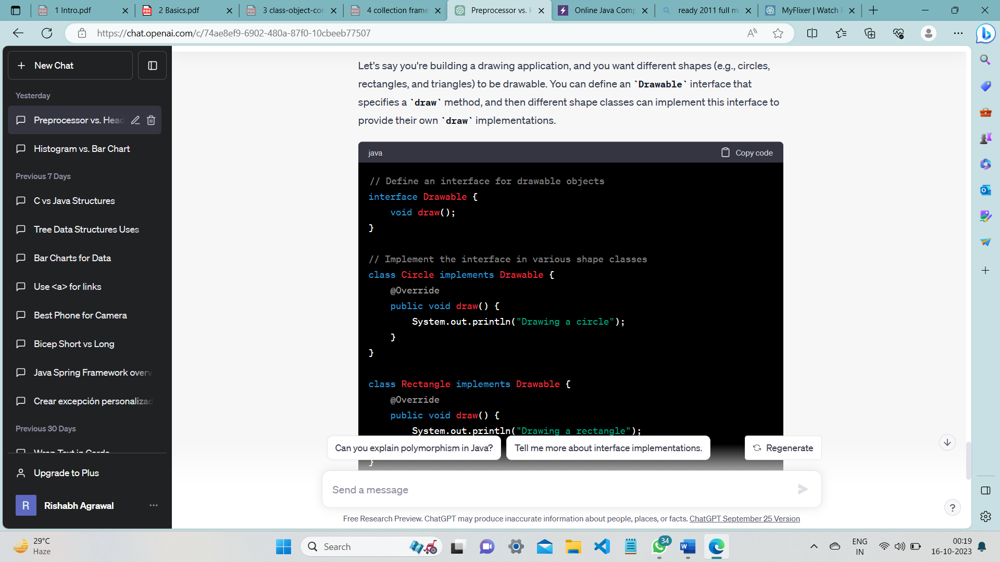 1 Intro.pdf
2 Basics.pdf
3 class-object-con
4 collection frame
Preprocessor vs. H
Online Java Comp
ready 2011 full m
MyFlixer | Watch F
https://chat.openai.com/c/74ae8ef9-6902-480a-87f0-10cbeeb77507
New Chat
Yesterday
Preprocessor vs. Head
Histogram vs. Bar Chart
Previous 7 Days
C vs Java Structures
Tree Data Structures Uses
Bar Charts for Data
Use <a> for links
Best Phone for Camera
Bicep Short vs Long
Java Spring Framework overv
Crear excepción personalizad
Previous 30 Days
Wrap Text in Cards
Upgrade to Plus
R
Rishabh Agrawal
Let's say you're building a drawing application, and you want different shapes (e.g., circles,
rectangles, and triangles) to be drawable. You can define an `Drawable` interface that
specifies a `draw` method, and then different shape classes can implement this interface to
provide their own `draw` implementations.
java
Copy code
// Define an interface for drawable objects
interface Drawable {
void draw();
}
// Implement the interface in various shape classes
class Circle implements Drawable {
@Override
public void draw() {
System.out.println("Drawing a circle");
}
}
class Rectangle implements Drawable {
@Override
public void draw() {
System.out.println("Drawing a rectangle");
}
Can you explain polymorphism in Java?
Tell me more about interface implementations.
Regenerate
Send a message
?
Free Research Preview. ChatGPT may produce inaccurate information about people, places, or facts. ChatGPT September 25 Version
29°C
Haze
Search
34
ENG
IN
00:19
16-10-2023